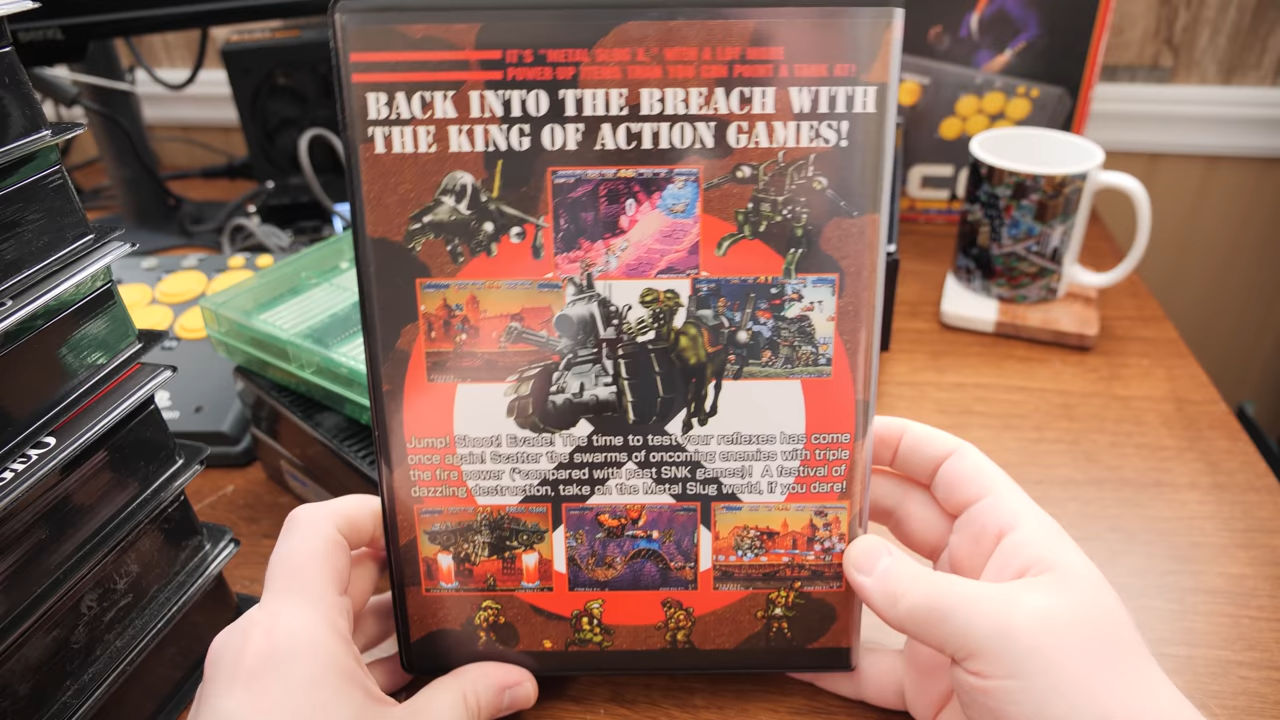 IT'S "METAL SLUG X," WITH A LOT MORE
POWER-UP ITEMS THAN YOU CAN POINT A TANK AT!
BACK INTO THE BREACH WITH
THE KING OF ACTION GAMES!
Jump! Shoot! Evade! The time to test your reflexes has come
once again! Scatter the swarms of oncoming enemies with triple
the fire power (*compared with past SNK games)! A festival of
dazzling destruction, take on the Metal Slug world, if you dare!
PRESS START